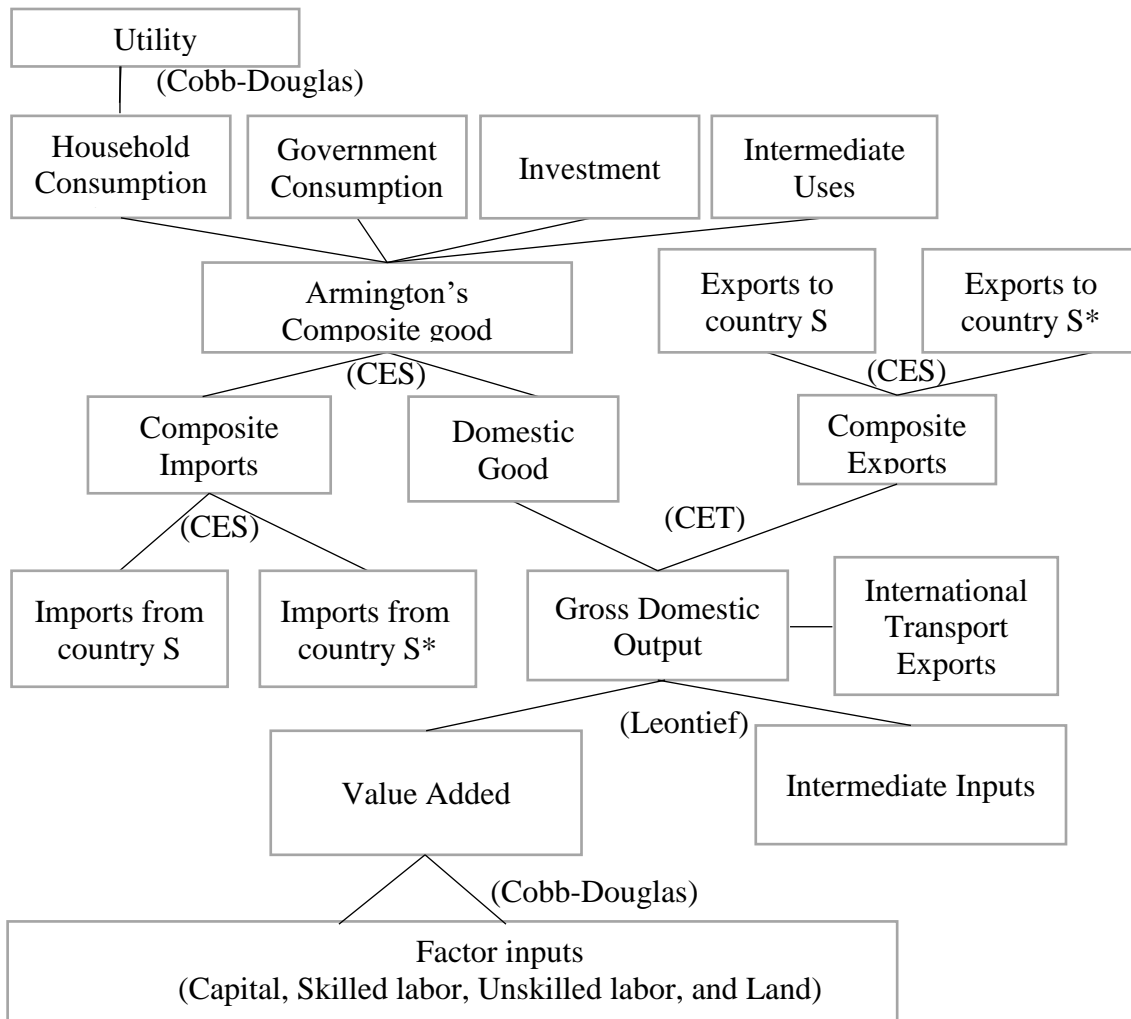 Utility
(Cobb-Douglas)
Household
Consumption
Government
Consumption
Investment
Intermediate
Uses
Armington's
Composite good
Exports to
country S
Exports to
country S*
(CES)
(CES)
Composite
Imports
Domestic
Good
Composite
Exports
(CES)
(CET)
Imports from
country S
Imports from
country S*
Gross Domestic
Output
International
Transport
Exports
(Leontief)
Value Added
Intermediate Inputs
(Cobb-Douglas)
Factor inputs
(Capital, Skilled labor, Unskilled labor, and Land)